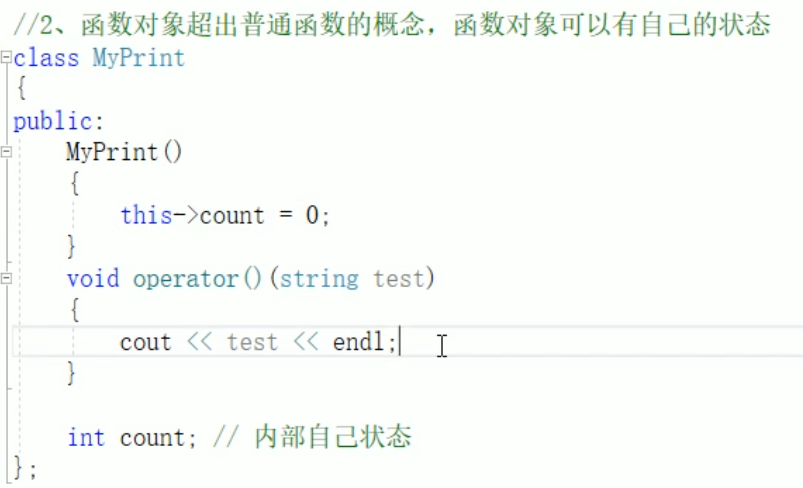 //2、函数对象超出普通函数的概念，函数对象可以有自己的状态
class MyPrint
{
public:
    MyPrint()
    {
        this->count = 0;
    }
    void operator()(string test)
    {
        cout << test << endl;
    }

    int count; // 内部自己状态
};